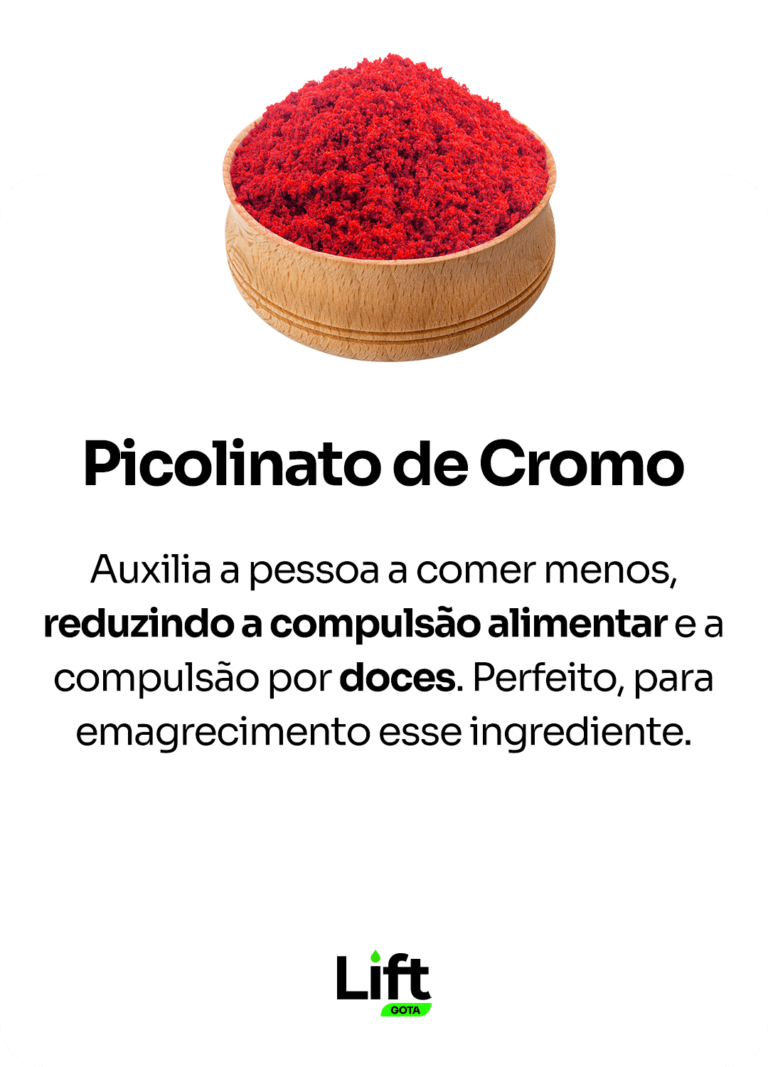 Picolinato de Cromo
Auxilia a pessoa a comer menos,
reduzindo a compulsão alimentar e a
compulsão por doces. Perfeito, para
emagrecimento esse ingrediente.
Lift
GOTA